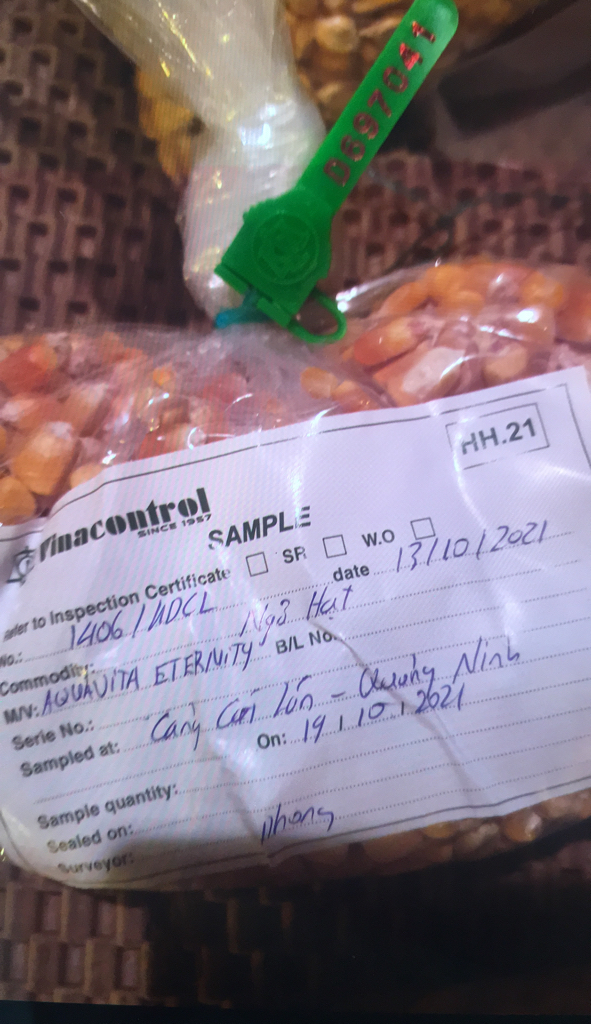 D697041
HH.21
Vinacontrol
SINCE 1957
SAMPLE
Refer to Inspection Certificate SR W.O
No.: 1406/ date 13/10/2021
Commodity: Ngô Hạt
M/V: AQUAVITA ETERNITY B/L No.
Serie No.:
Sampled at: Cảng Cái Lân - Quảng Ninh
On: 19/10/2021
Sample quantity:
Sealed on:
Surveyor: